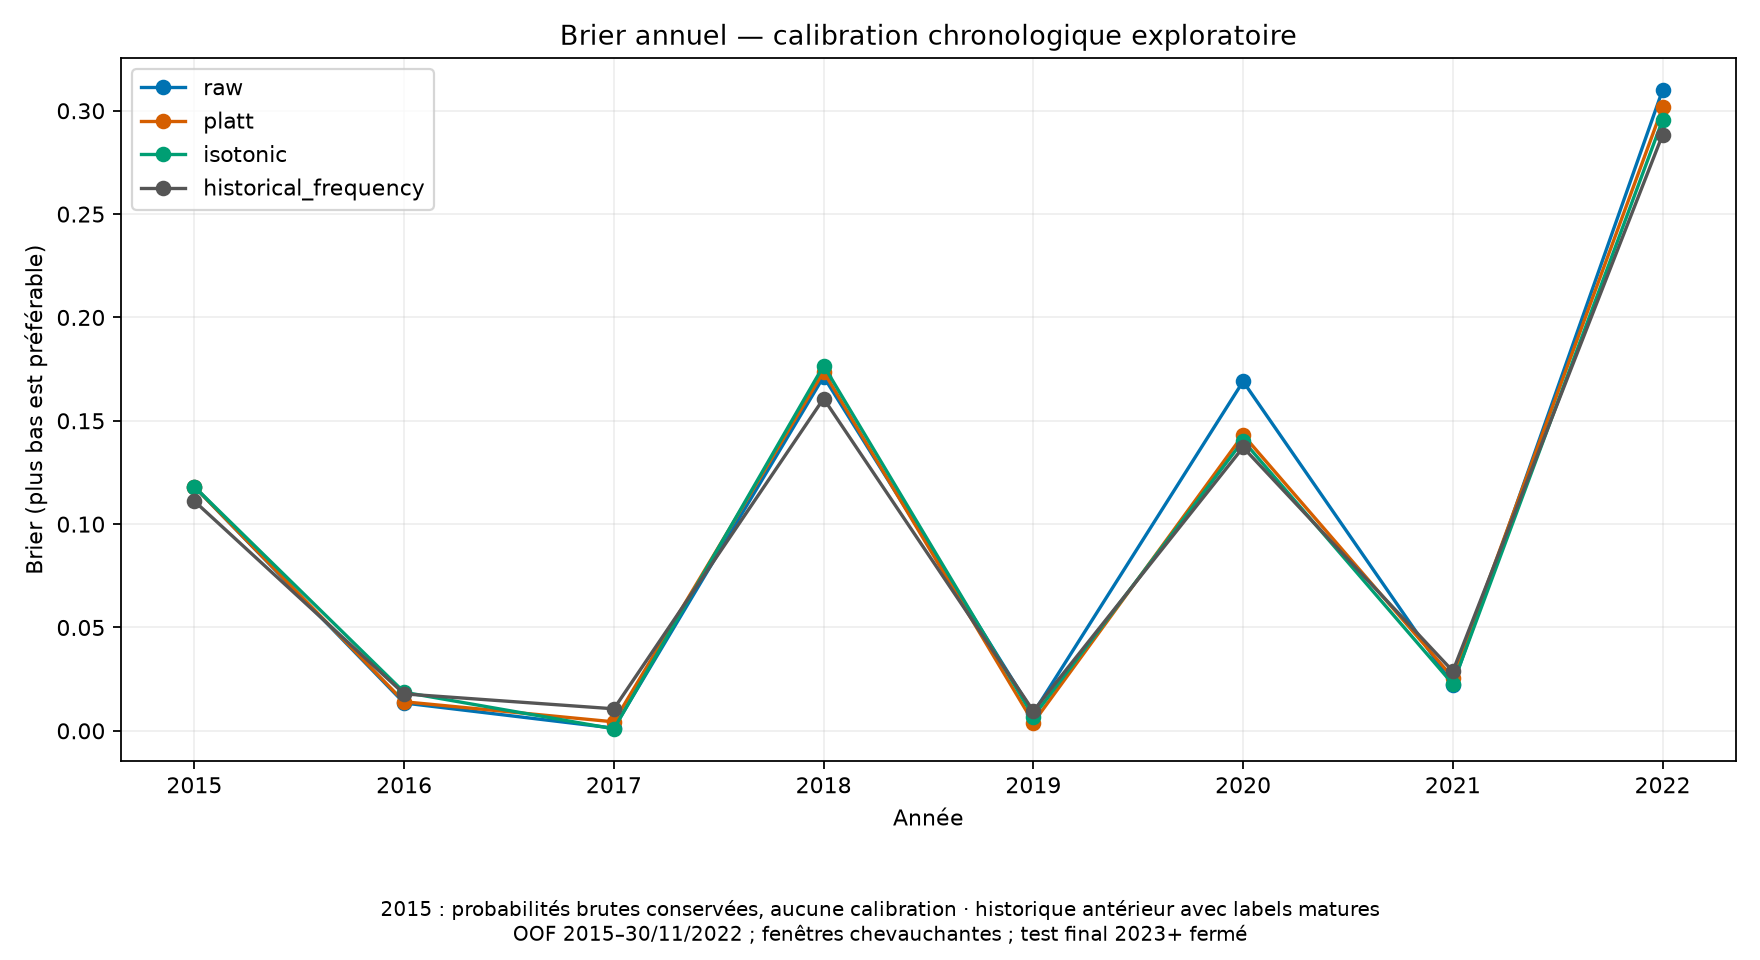 Brier annuel — calibration chronologique exploratoire
raw
platt
isotonic
historical_frequency
Brier (plus bas est préférable)
0.30
0.25
0.20
0.15
0.10
0.05
0.00
2015 2016 2017 2018 2019 2020 2021 2022
Année
2015 : probabilités brutes conservées, aucune calibration · historique antérieur avec labels matures
OOF 2015–30/11/2022 ; fenêtres chevauchantes ; test final 2023+ fermé